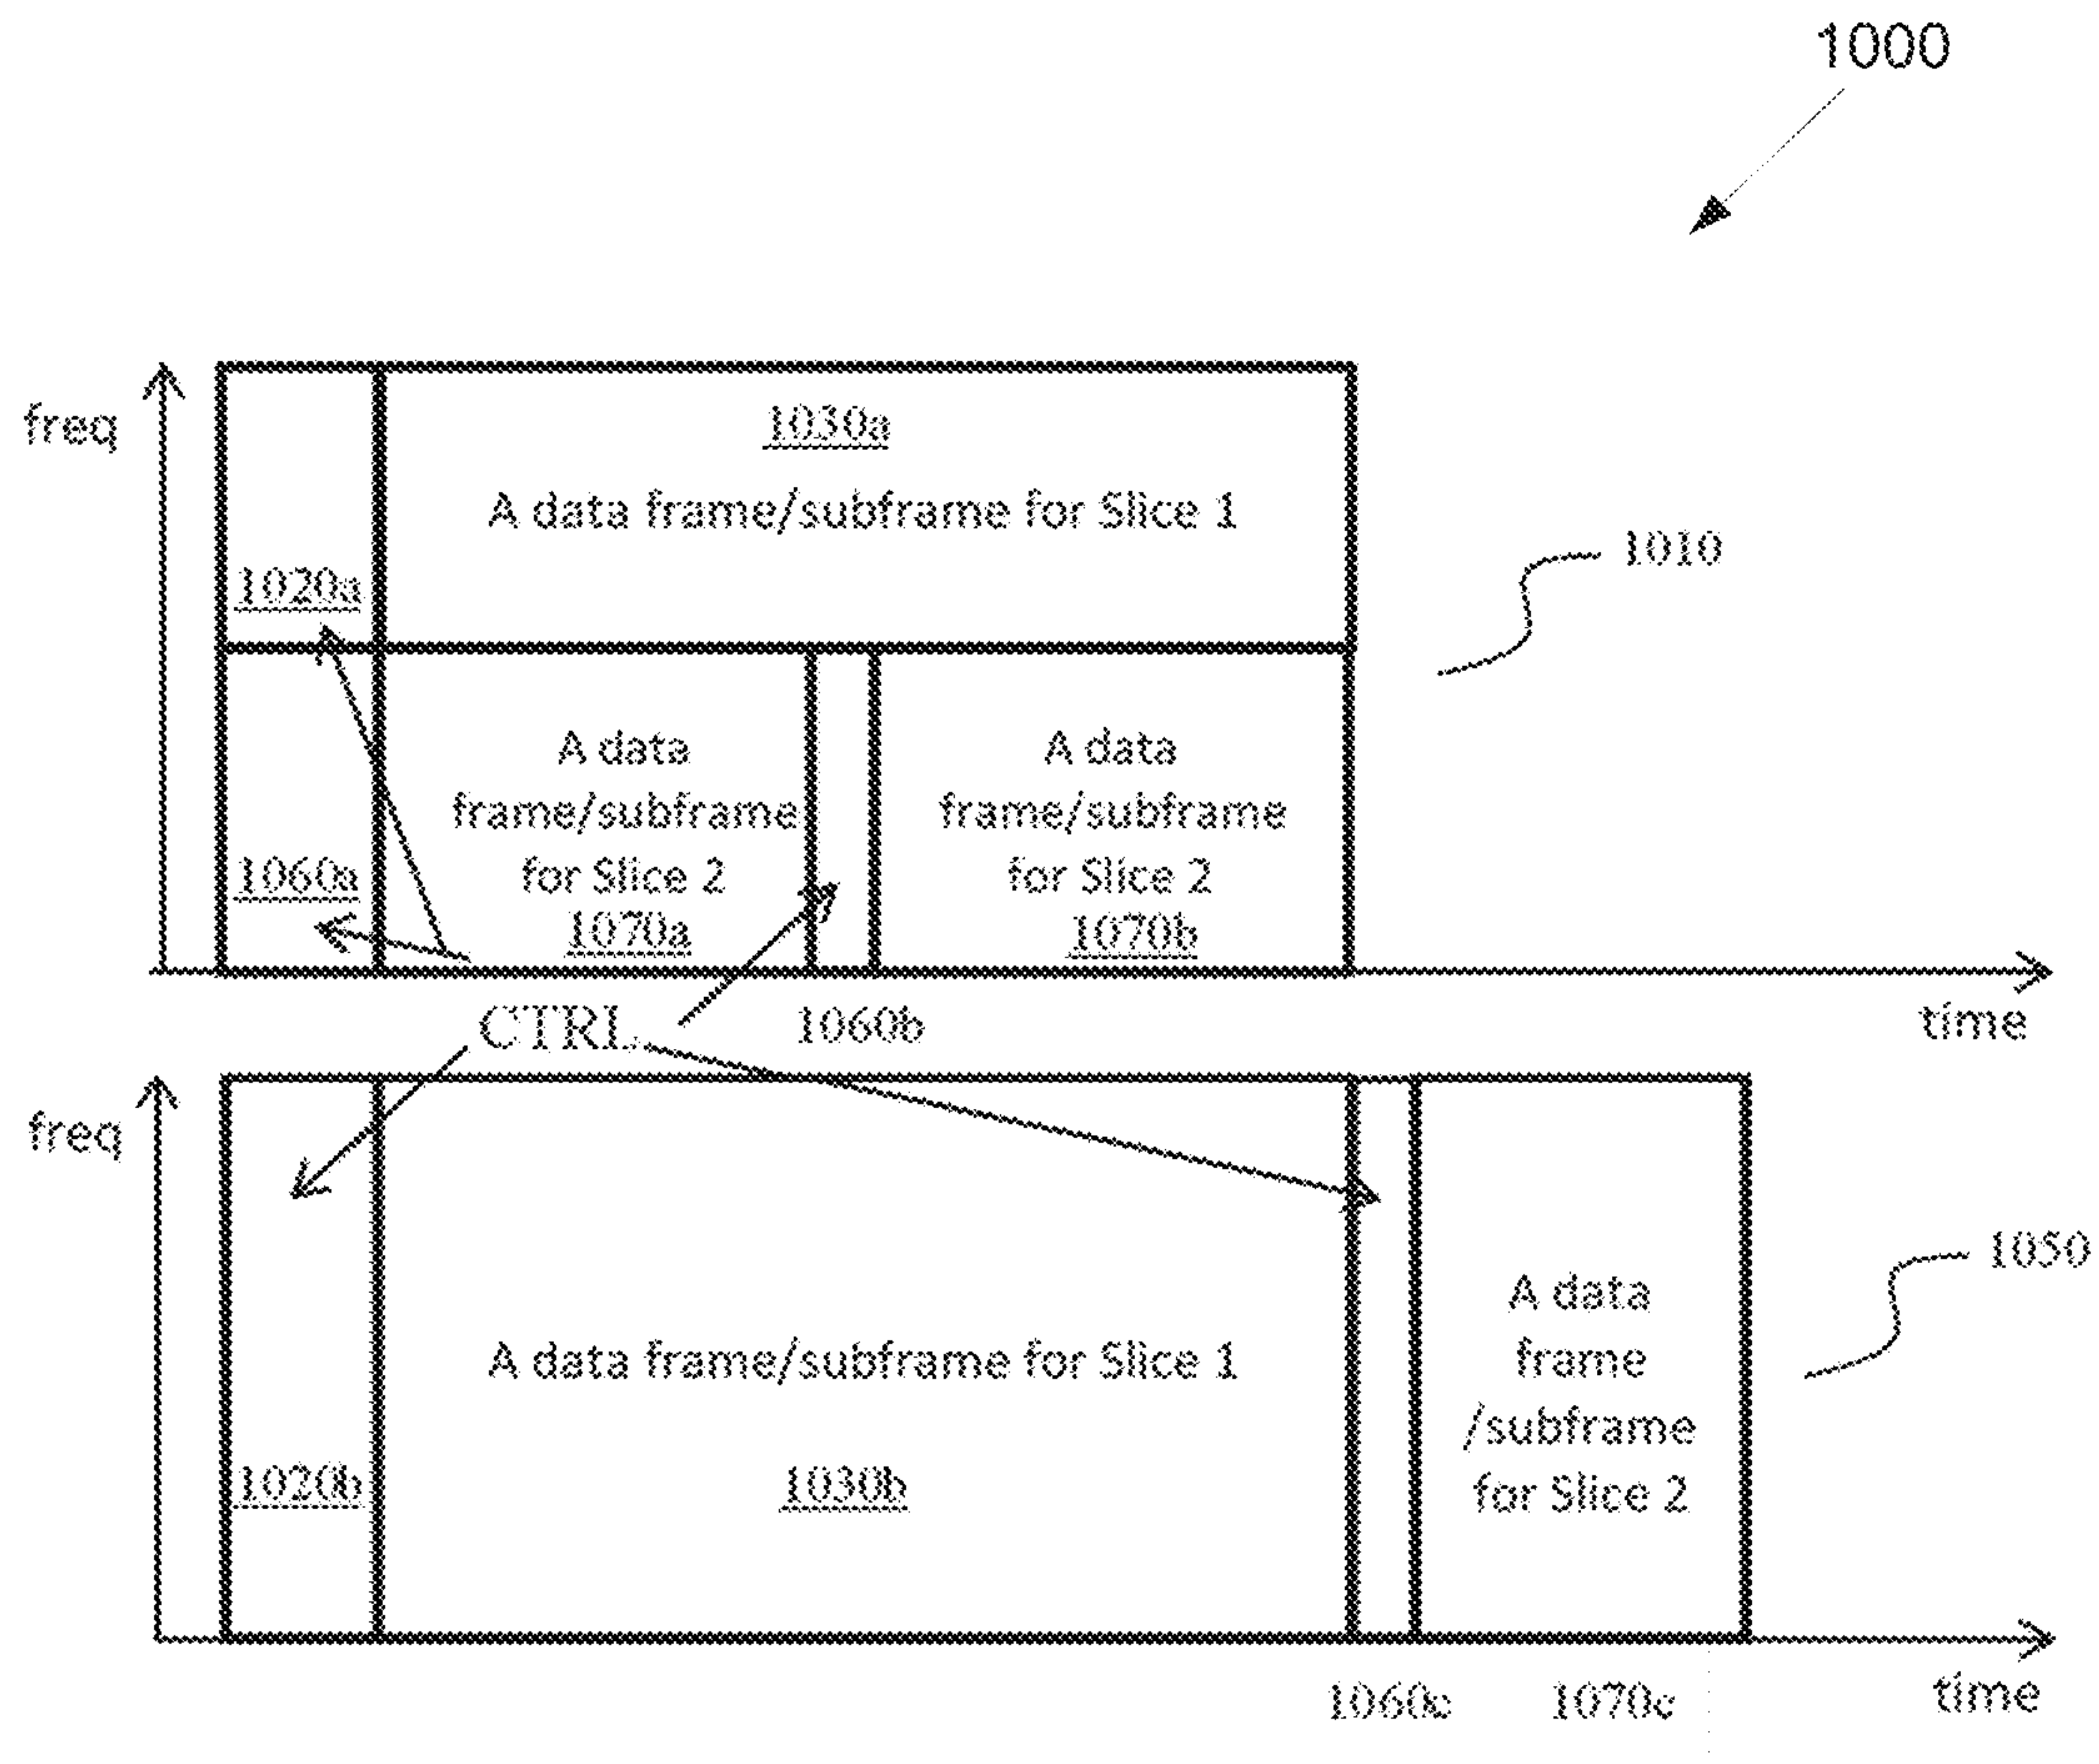 1000
freq
1030a
A data frame/subframe for Slice 1
1010
1020a
A data
frame/subframe
for Slice 2
1070a
A data
frame/subframe
for Slice 2
1070b
1060a
CTRL
1060b
time
freq
1050
A data frame/subframe for Slice 1
1030b
1020b
A data
frame
/subframe
for Slice 2
1060c
1070c
time